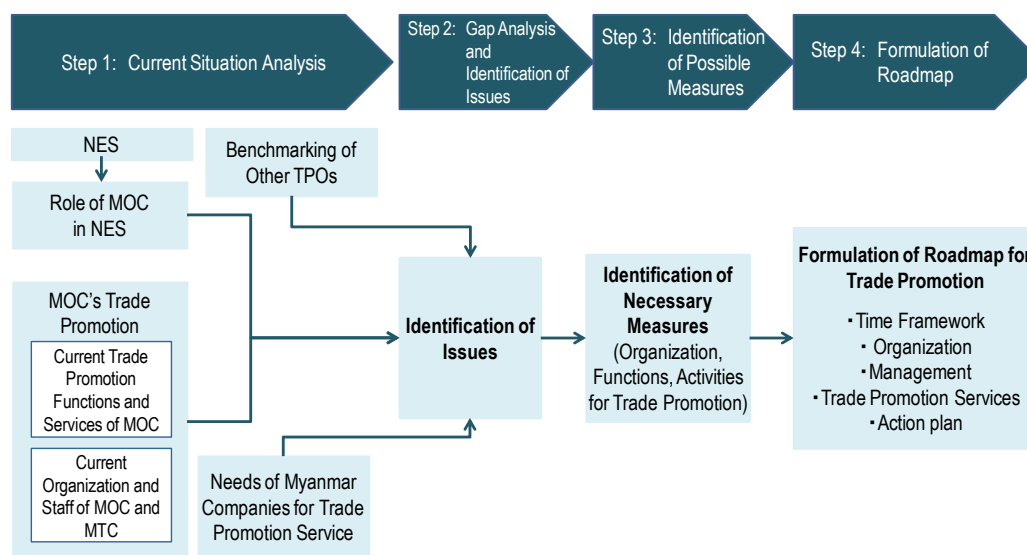 Step 1: Current Situation Analysis
Step 2: Gap Analysis
and
Identification of
Issues
Step 3: Identification
of Possible
Measures
Step 4: Formulation of
Roadmap
NES
Role of MOC
in NES
MOC's Trade
Promotion
Current Trade
Promotion
Functions and
Services of MOC
Current
Organization and
Staff of MOC and
MTC
Benchmarking of
Other TPOs
Needs of Myanmar
Companies for Trade
Promotion Service
Identification of
Issues
Identification of
Necessary
Measures
(Organization,
Functions, Activities
for Trade Promotion)
Formulation of Roadmap for
Trade Promotion
・Time Framework
・Organization
・Management
・Trade Promotion Services
・Action plan